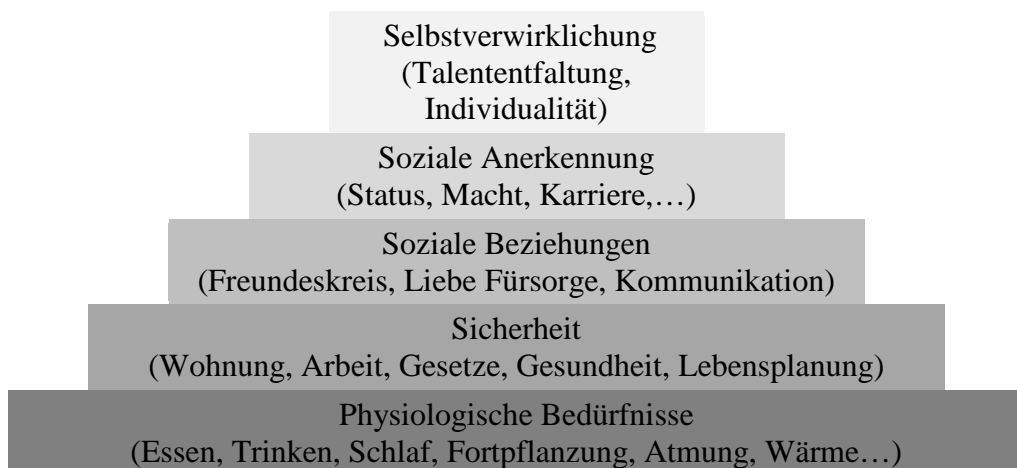 Selbstverwirklichung
(Talententfaltung,
Individualität)
Soziale Anerkennung
(Status, Macht, Karriere,…)
Soziale Beziehungen
(Freundeskreis, Liebe Fürsorge, Kommunikation)
Sicherheit
(Wohnung, Arbeit, Gesetze, Gesundheit, Lebensplanung)
Physiologische Bedürfnisse
(Essen, Trinken, Schlaf, Fortpflanzung, Atmung, Wärme…)